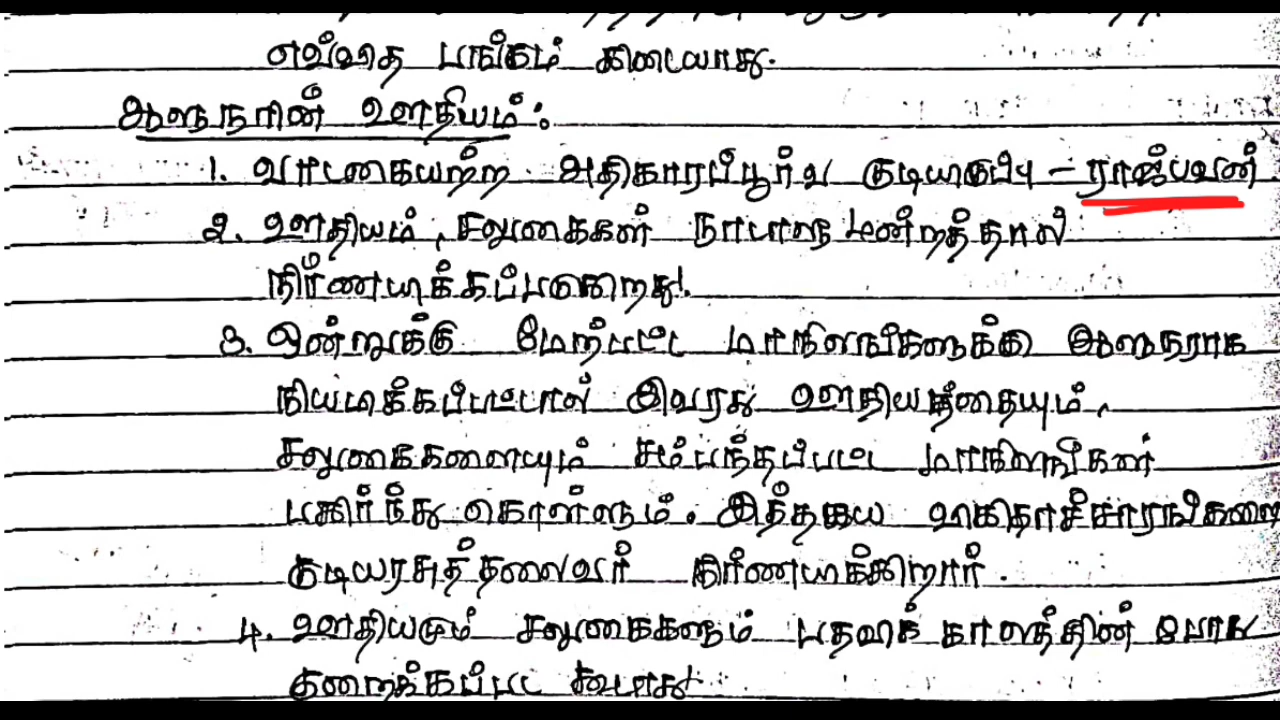 எவ்வித பங்கும் கிடையாது.
ஆளுநரின் ஊதியம் :
1. வாடகையற்ற அதிகாரப்பூர்வ குடியிருப்பு - ராஜ்பவன்
2. ஊதியம், சலுகைகள் நாடாளுமன்றத்தால்
நிர்ணயிக்கப்படுகிறது.
3. ஒன்றுக்கு மேற்பட்ட மாநிலங்களுக்கு ஆளுநராக
நியமிக்கப்பட்டால் இவரது ஊதியத்தையும்,
சலுகைகளையும் சம்பந்தப்பட்ட மாநிலங்கள்
பகிர்ந்து கொள்ளும். இத்தகைய விகிதாச்சாரங்களை
குடியரசுத்தலைவர் நிர்ணயிக்கிறார்.
4. ஊதியமும் சலுகைகளும் பதவிக் காலத்தின் போது
குறைக்கப்பட கூடாது